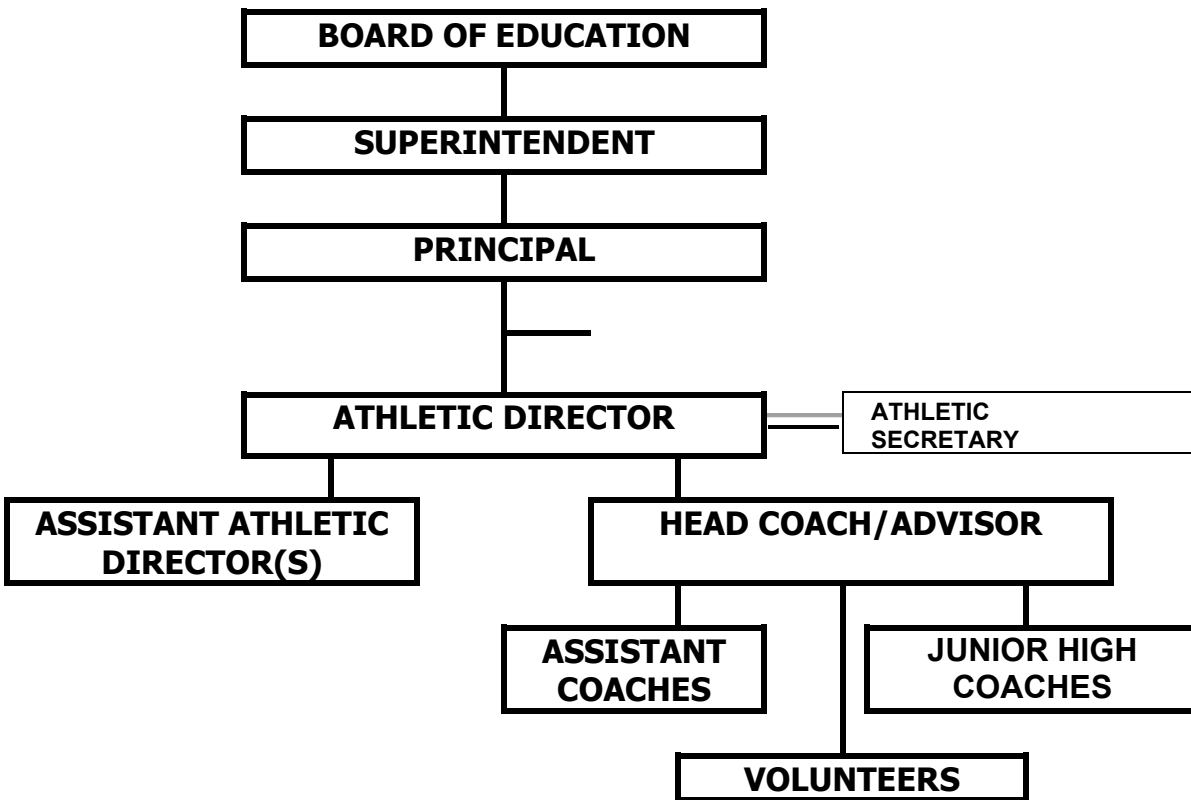 BOARD OF EDUCATION
SUPERINTENDENT
PRINCIPAL
ATHLETIC DIRECTOR
ATHLETIC
SECRETARY
ASSISTANT ATHLETIC
DIRECTOR(S)
HEAD COACH/ADVISOR
ASSISTANT
COACHES
JUNIOR HIGH
COACHES
VOLUNTEERS